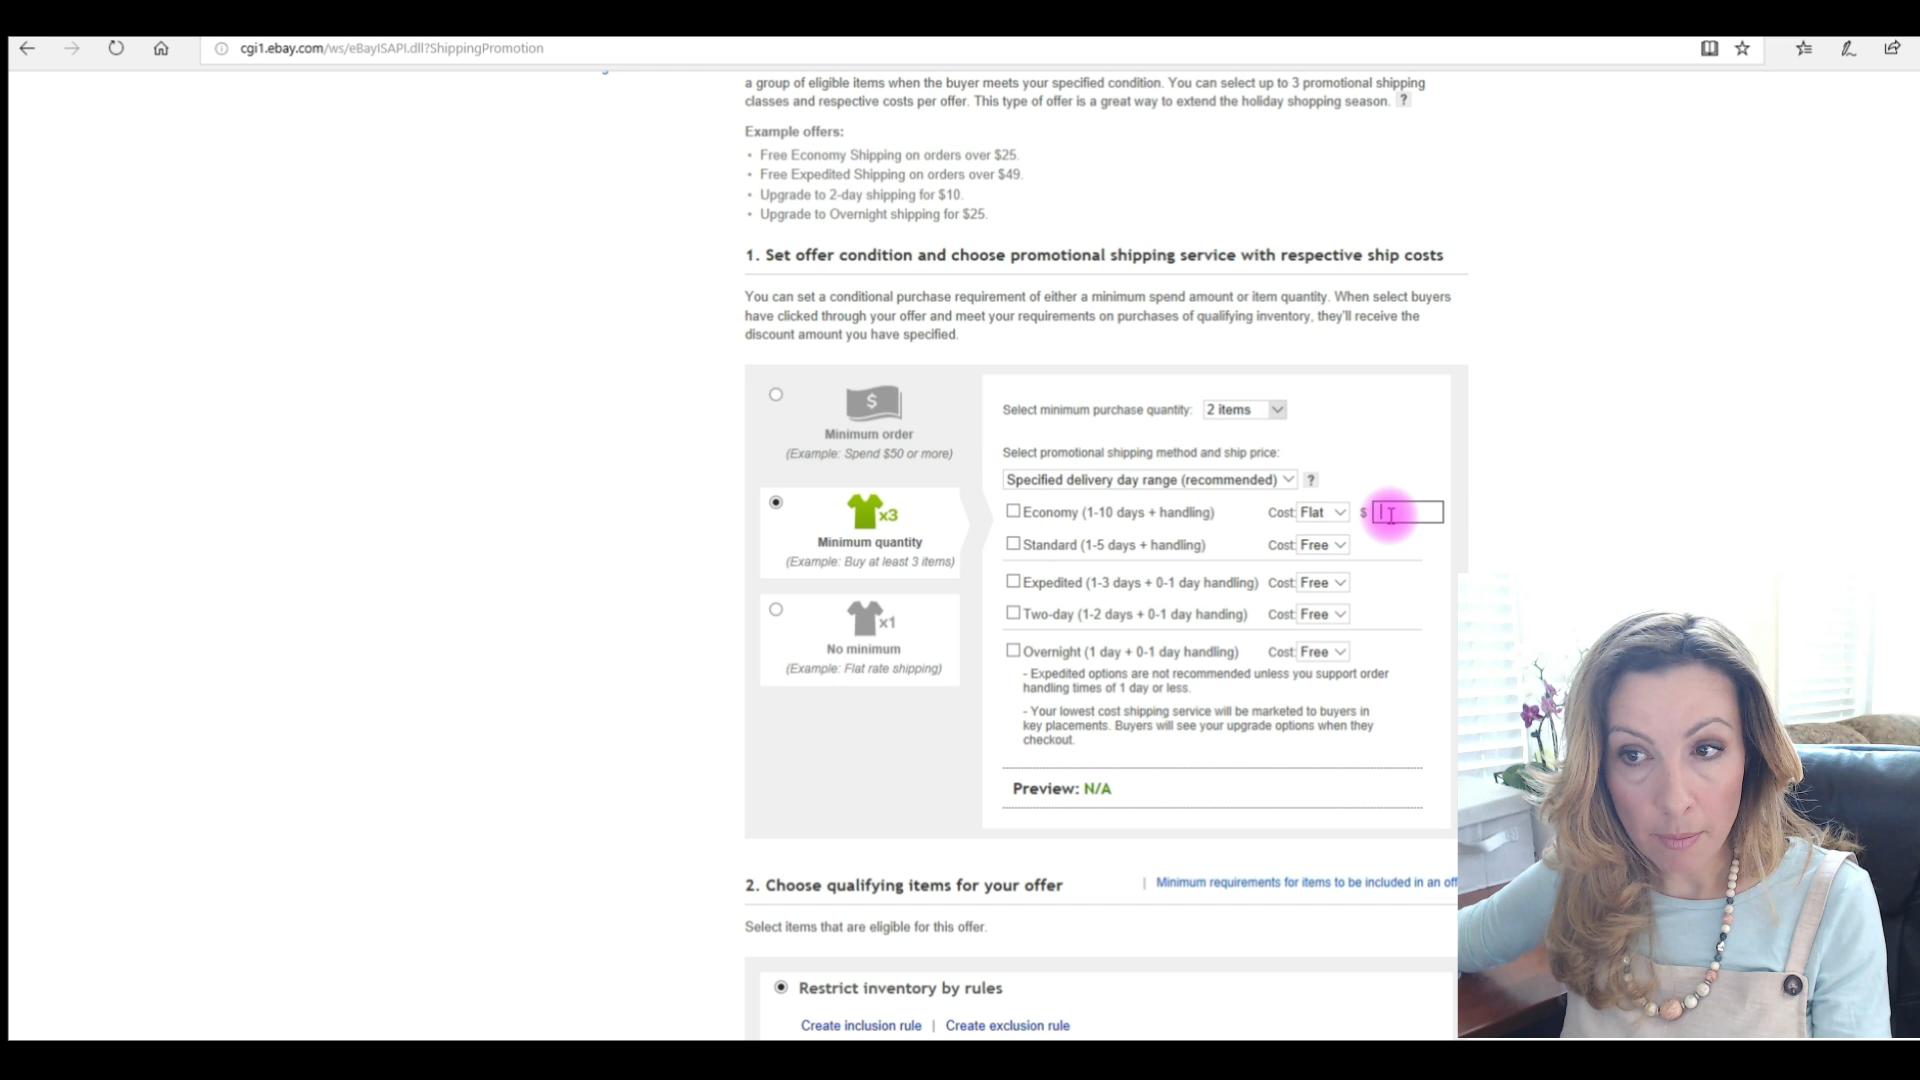 cgi1.ebay.com/ws/eBayISAPI.dll?ShippingPromotion
a group of eligible items when the buyer meets your specified condition. You can select up to 3 promotional shipping
classes and respective costs per offer. This type of offer is a great way to extend the holiday shopping season. ?
Example offers:
• Free Economy Shipping on orders over $25.
• Free Expedited Shipping on orders over $49.
• Upgrade to 2-day shipping for $10.
• Upgrade to Overnight shipping for $25.
1. Set offer condition and choose promotional shipping service with respective ship costs
You can set a conditional purchase requirement of either a minimum spend amount or item quantity. When select buyers
have clicked through your offer and meet your requirements on purchases of qualifying inventory, they'll receive the
discount amount you have specified.
$
Minimum order
(Example: Spend $50 or more)
x3
Minimum quantity
(Example: Buy at least 3 items)
x1
No minimum
(Example: Flat rate shipping)
Select minimum purchase quantity: 2 items
Select promotional shipping method and ship price:
Specified delivery day range (recommended) ?
Economy (1-10 days + handling) Cost: Flat $
Standard (1-5 days + handling) Cost: Free
Expedited (1-3 days + 0-1 day handling) Cost: Free
Two-day (1-2 days + 0-1 day handing) Cost: Free
Overnight (1 day + 0-1 day handling) Cost: Free
- Expedited options are not recommended unless you support order
handling times of 1 day or less.
- Your lowest cost shipping service will be marketed to buyers in
key placements. Buyers will see your upgrade options when they
checkout.
Preview: N/A
2. Choose qualifying items for your offer | Minimum requirements for items to be included in an off
Select items that are eligible for this offer.
Restrict inventory by rules
Create inclusion rule | Create exclusion rule